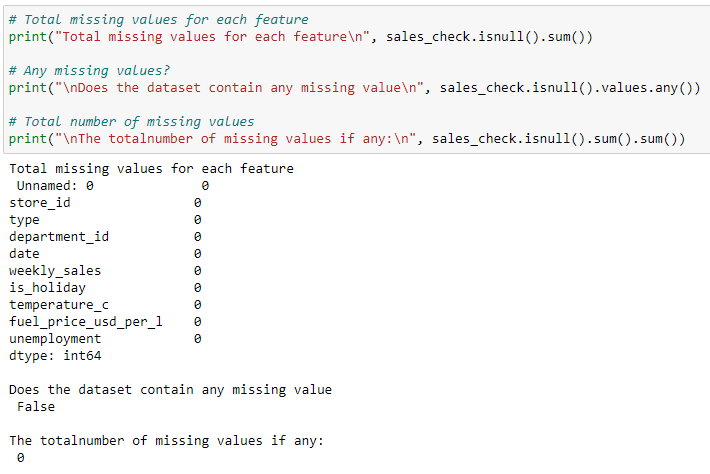 # Total missing values for each feature
print("Total missing values for each feature\n", sales_check.isnull().sum())
# Any missing values?
print("\nDoes the dataset contain any missing value\n", sales_check.isnull().values.any())
# Total number of missing values
print("\nThe totalnumber of missing values if any:\n", sales_check.isnull().sum().sum())
Total missing values for each feature
Unnamed: 0 0
store_id 0
type 0
department_id 0
date 0
weekly_sales 0
is_holiday 0
temperature_c 0
fuel_price_usd_per_l 0
unemployment 0
dtype: int64
Does the dataset contain any missing value
False
The totalnumber of missing values if any:
0